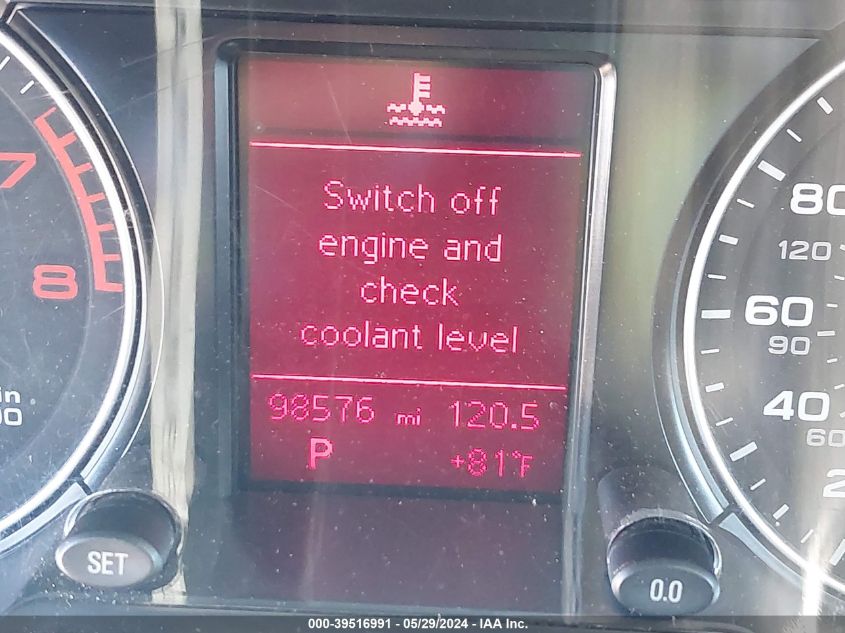 Switch off
engine and
check
coolant level
98576 mi 120.5
P +81°F
7
8
80
120
60
90
40
60
SET
0.0
000-39516991 - 05/29/2024 - IAA Inc.